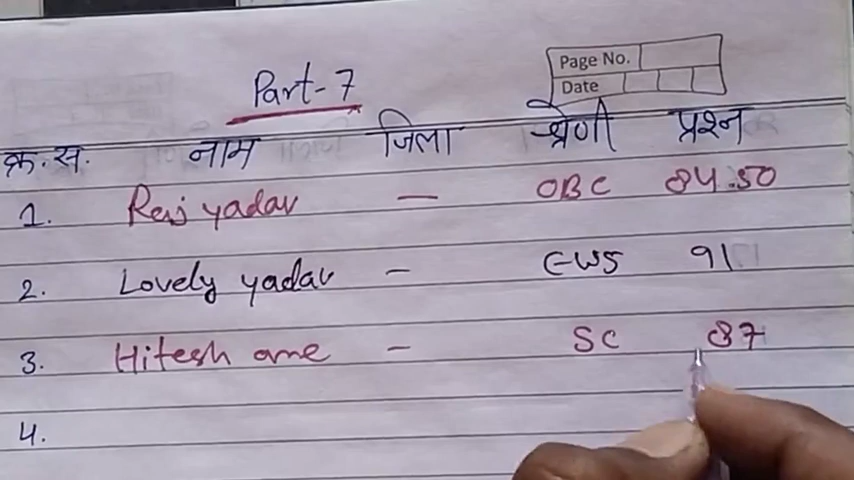 Page No.
Part-7
Date
क्र.स. नाम जिला श्रेणी प्रश्न
1. Raj yadav — OBC 84.50
2. Lovely yadav - EWS 91
3. Hitesh ame - SC 87
4.